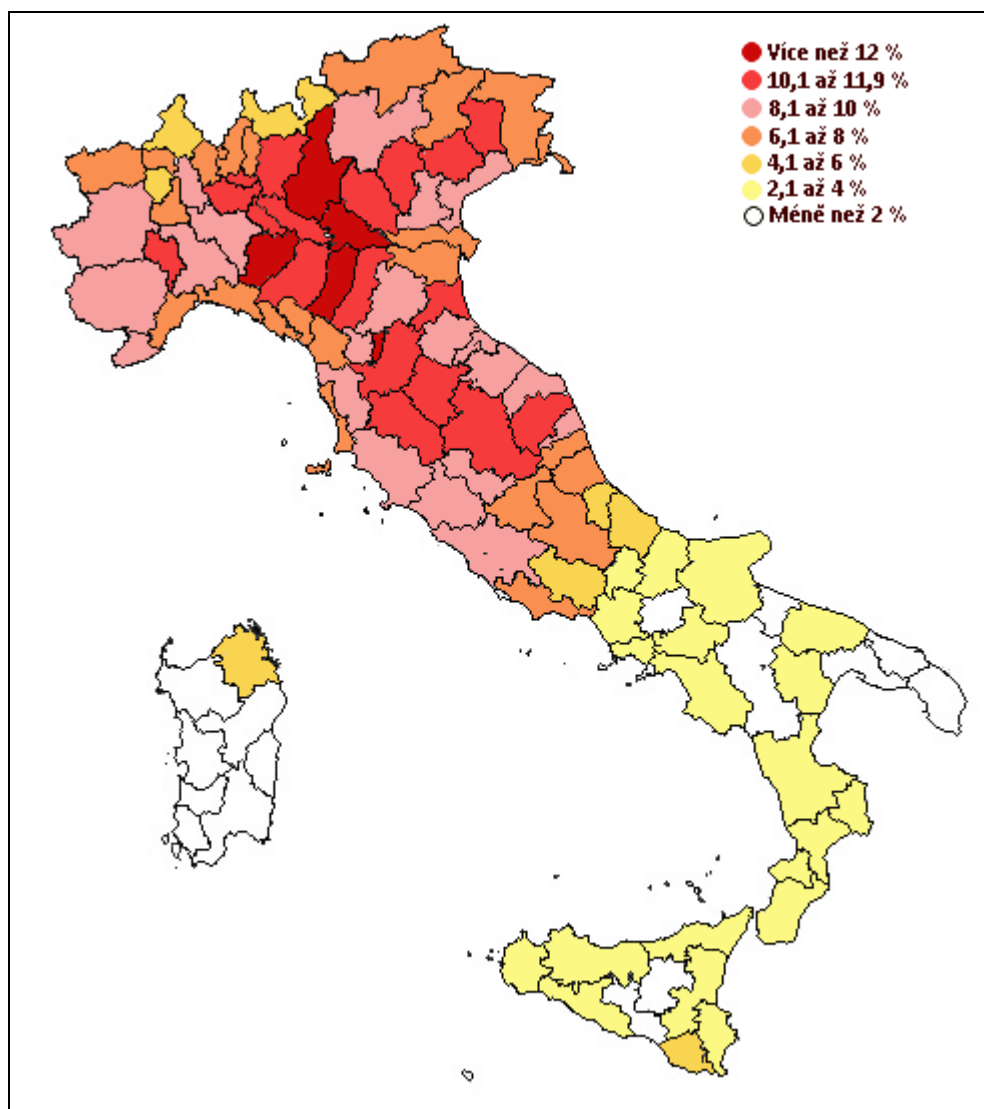 Více než 12 %
10,1 až 11,9 %
8,1 až 10 %
6,1 až 8 %
4,1 až 6 %
2,1 až 4 %
Méně než 2 %